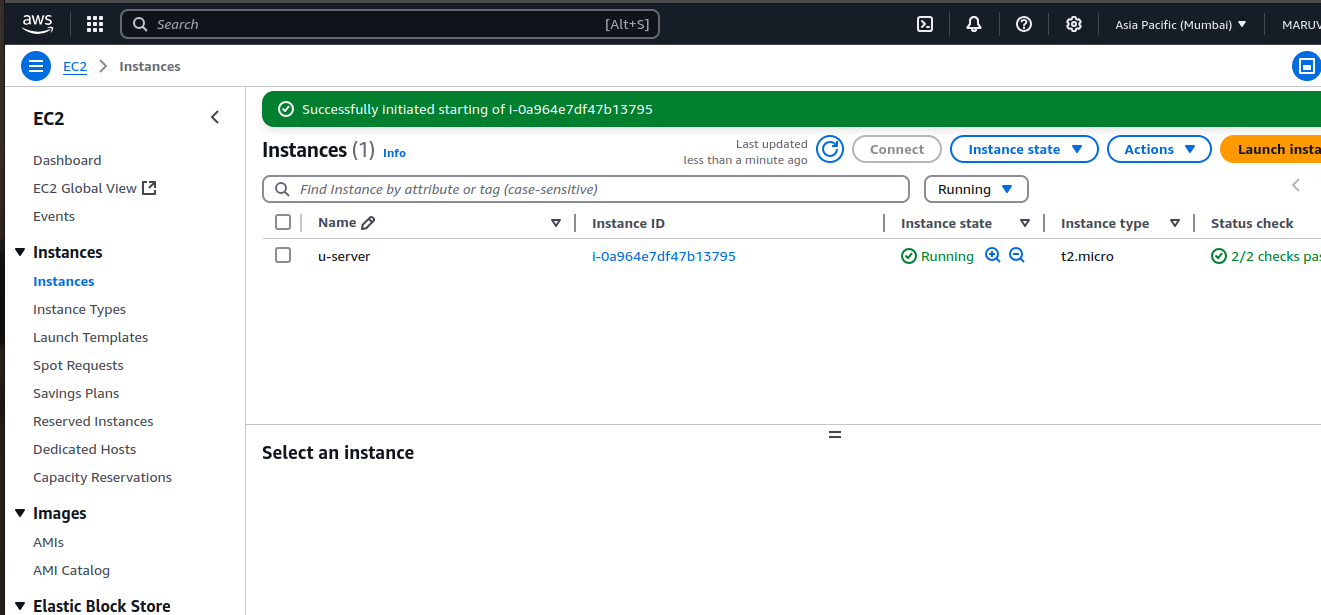 aws
Search [Alt+S]
Asia Pacific (Mumbai)
EC2 Instances
EC2
Dashboard
EC2 Global View
Events
Instances
Instances
Instance Types
Launch Templates
Spot Requests
Savings Plans
Reserved Instances
Dedicated Hosts
Capacity Reservations
Images
AMIs
AMI Catalog
Elastic Block Store
Successfully initiated starting of i-0a964e7df47b13795
Instances (1) Info
Last updated
less than a minute ago
Connect Instance state Actions Launch insta
Find Instance by attribute or tag (case-sensitive) Running
Name Instance ID Instance state Instance type Status check
u-server i-0a964e7df47b13795 Running t2.micro 2/2 checks pas
Select an instance